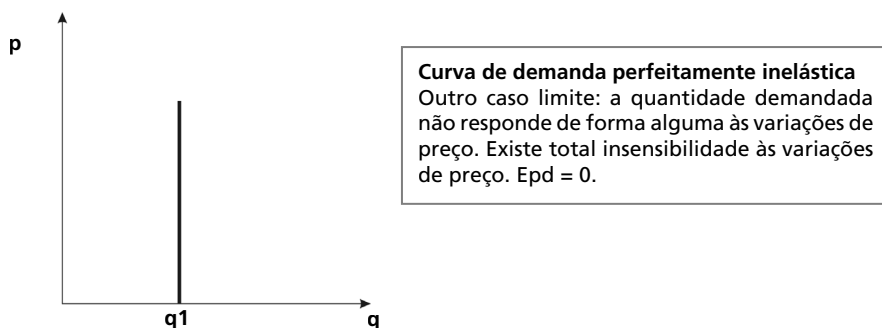 p
Curva de demanda perfeitamente inelástica
Outro caso limite: a quantidade demandada
não responde de forma alguma às variações de
preço. Existe total insensibilidade às variações
de preço. Epd = 0.
q1
q